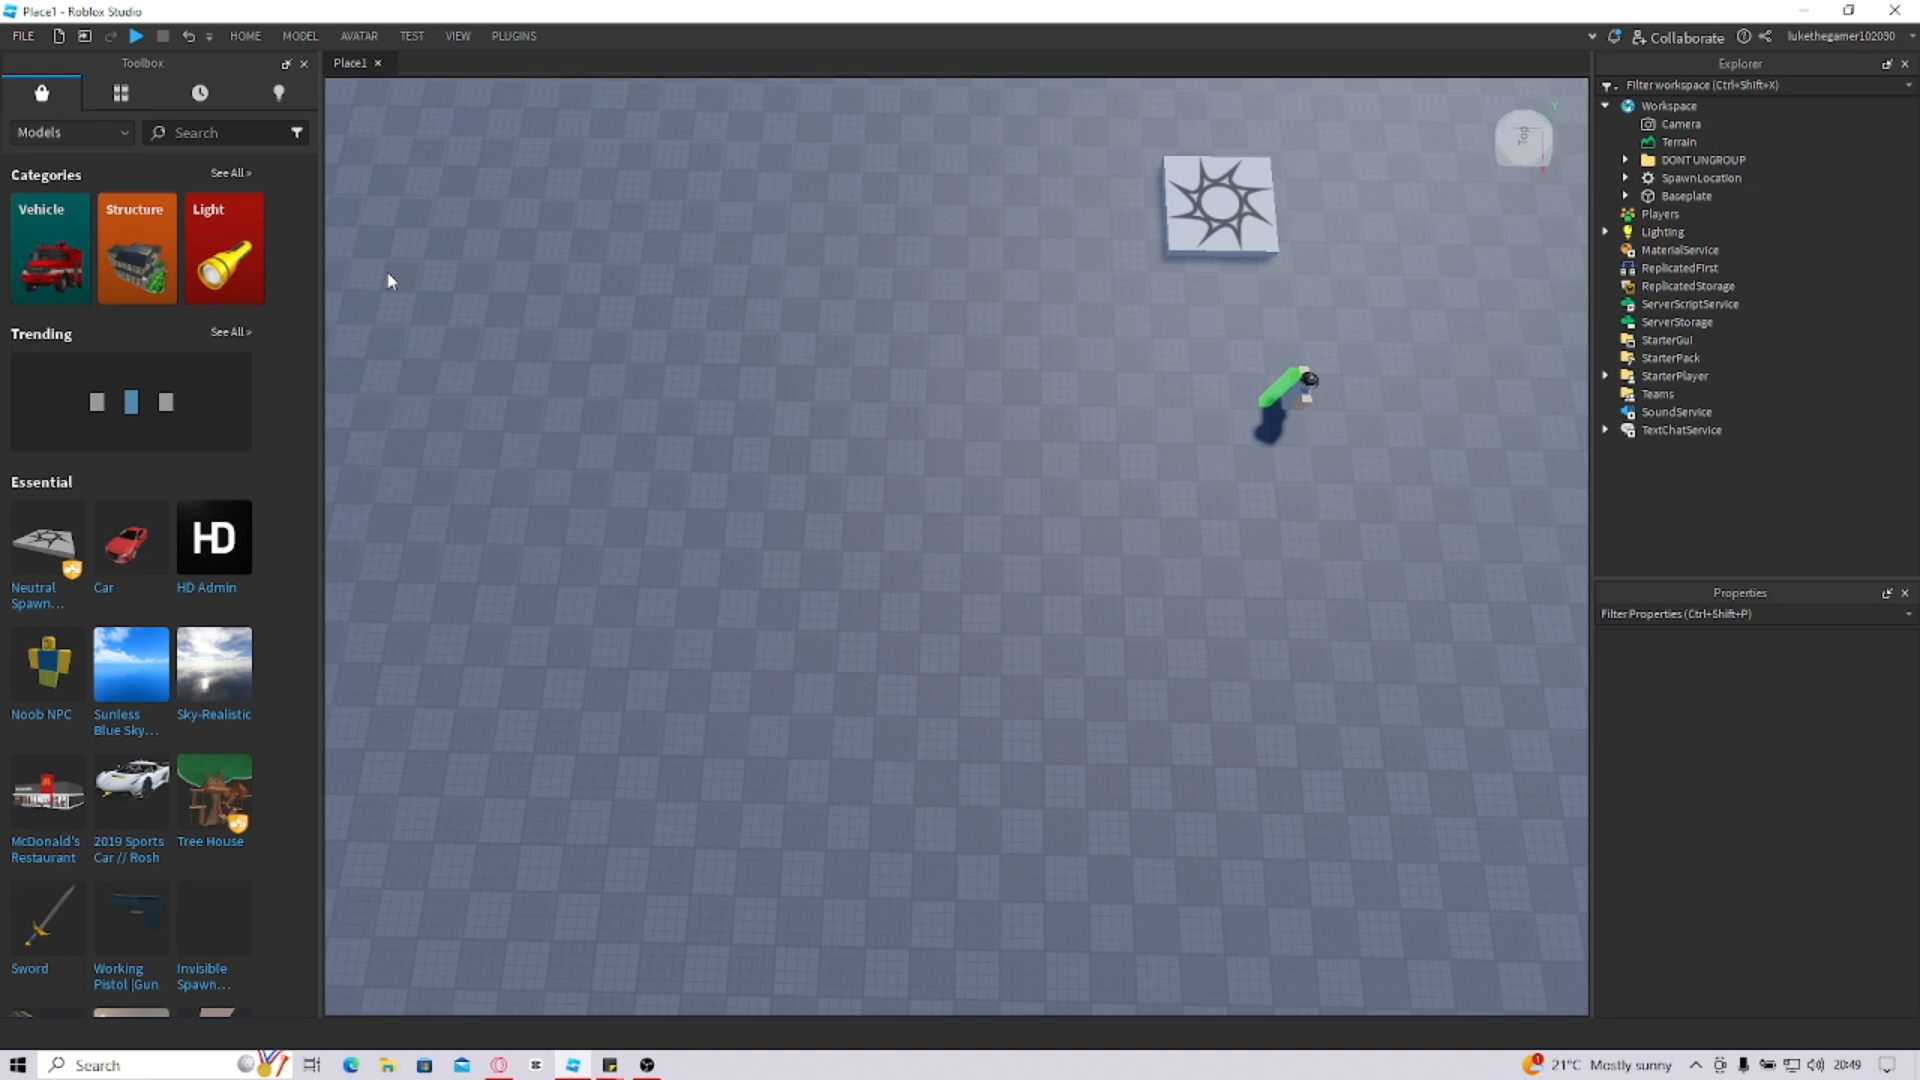 Place1 - Roblox Studio
FILE
HOME
MODEL
AVATAR
TEST
VIEW
PLUGINS
Collaborate
lukethegamer102030
Toolbox
Place1
Explorer
Models
Search
Categories
See All >
Vehicle
Structure
Light
Trending
See All >
Essential
HD
Neutral Spawn...
Car
HD Admin
Noob NPC
Sunless Blue Sky...
Sky-Realistic
McDonald's Restaurant
2019 Sports Car // Rosh
Tree House
Sword
Working Pistol |Gun
Invisible Spawn...
Top
Y
X
Filter workspace (Ctrl+Shift+X)
Workspace
Camera
Terrain
DONT UNGROUP
SpawnLocation
Baseplate
Players
Lighting
MaterialService
ReplicatedFirst
ReplicatedStorage
ServerScriptService
ServerStorage
StarterGui
StarterPack
StarterPlayer
Teams
SoundService
TextChatService
Properties
Filter Properties (Ctrl+Shift+P)
Search
1
21°C Mostly sunny
20:49